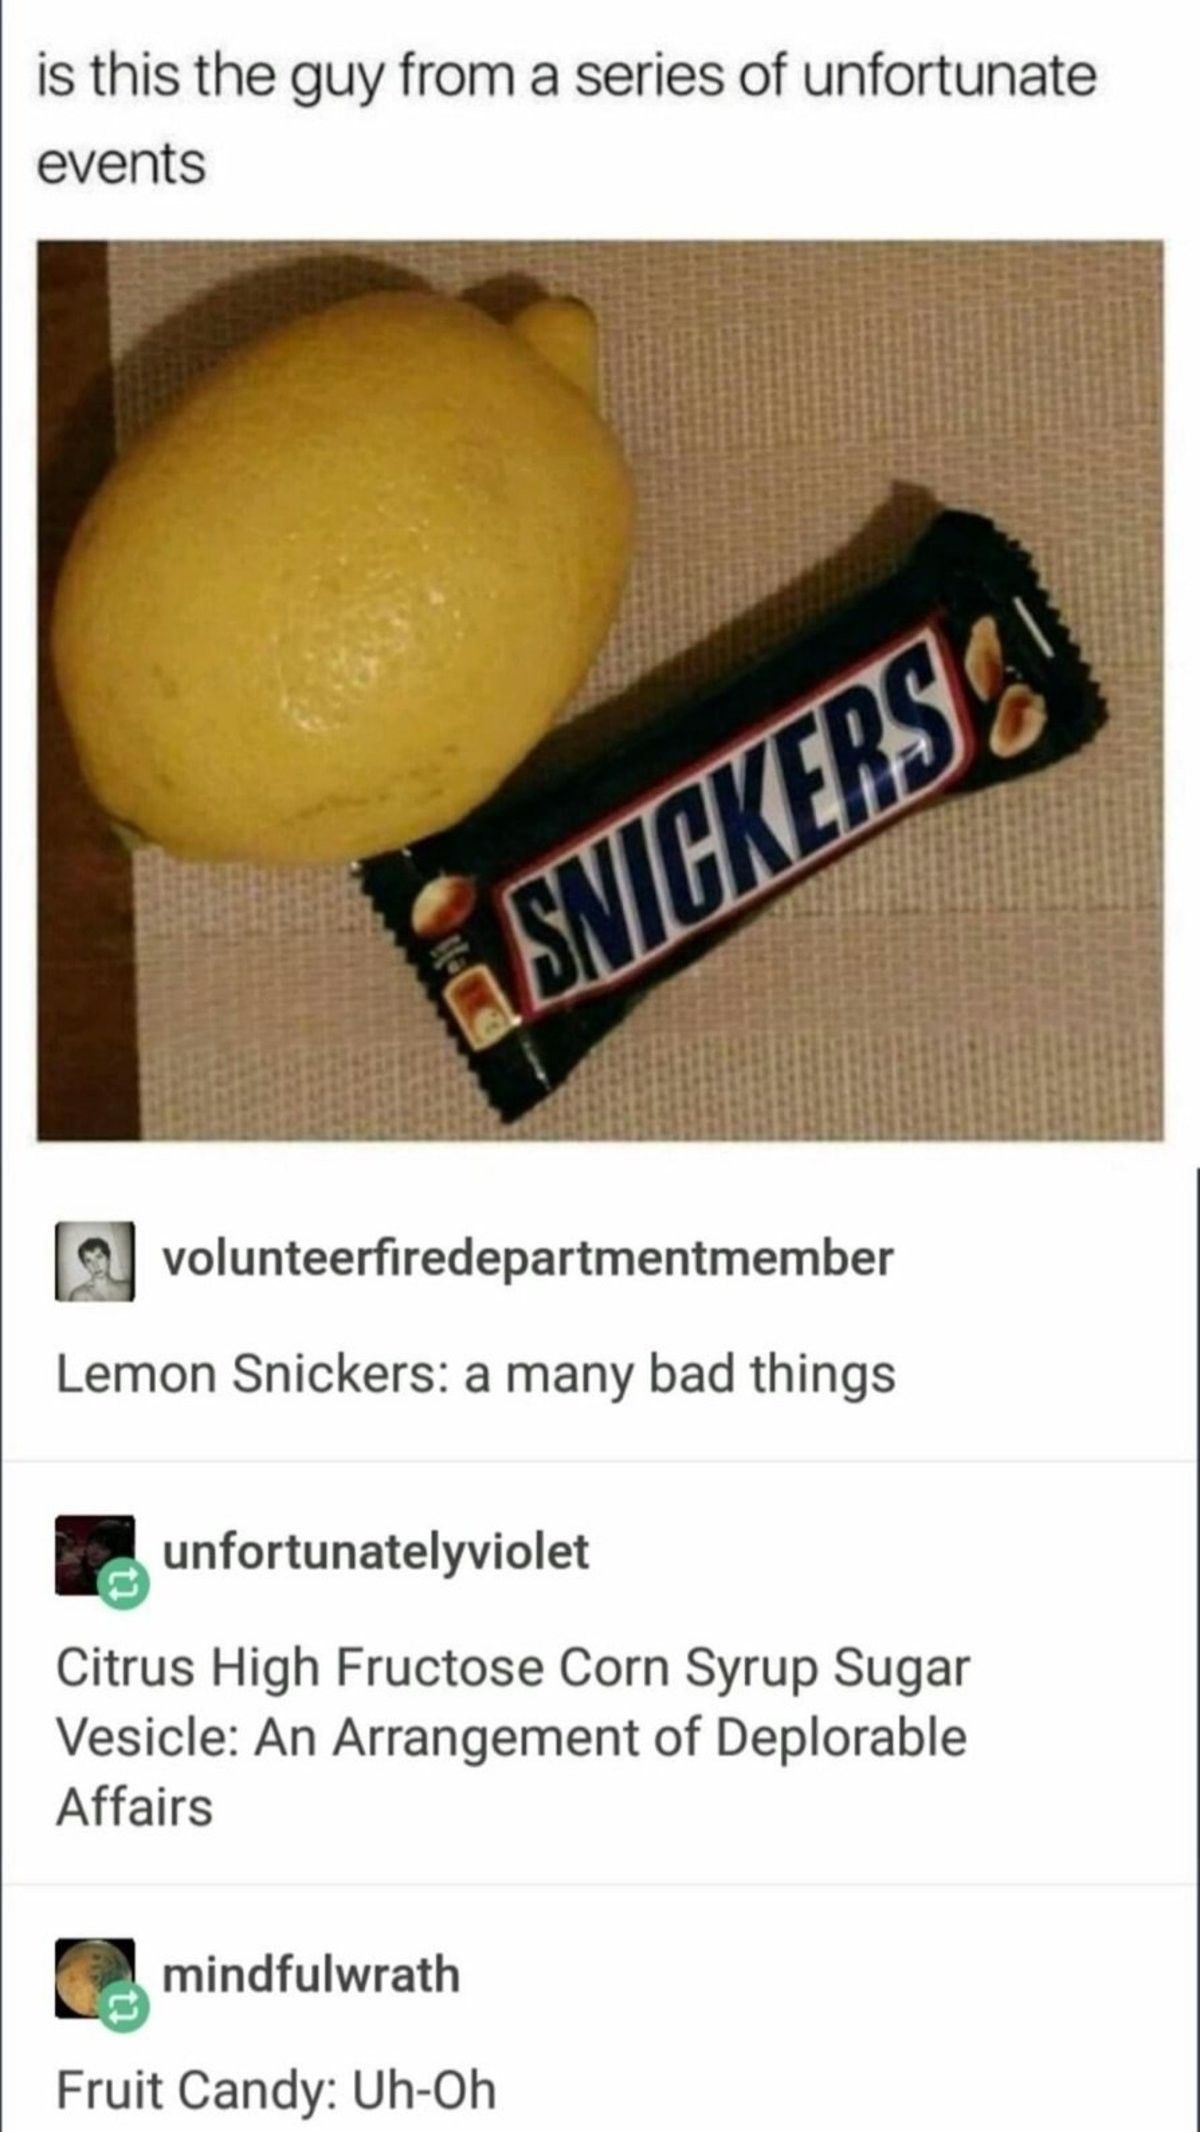 is this the guy from a series of unfortunate
events
SNICKERS
volunteerfiredepartmentmember
Lemon Snickers: a many bad things
unfortunatelyviolet
Citrus High Fructose Corn Syrup Sugar
Vesicle: An Arrangement of Deplorable
Affairs
mindfulwrath
Fruit Candy: Uh-Oh